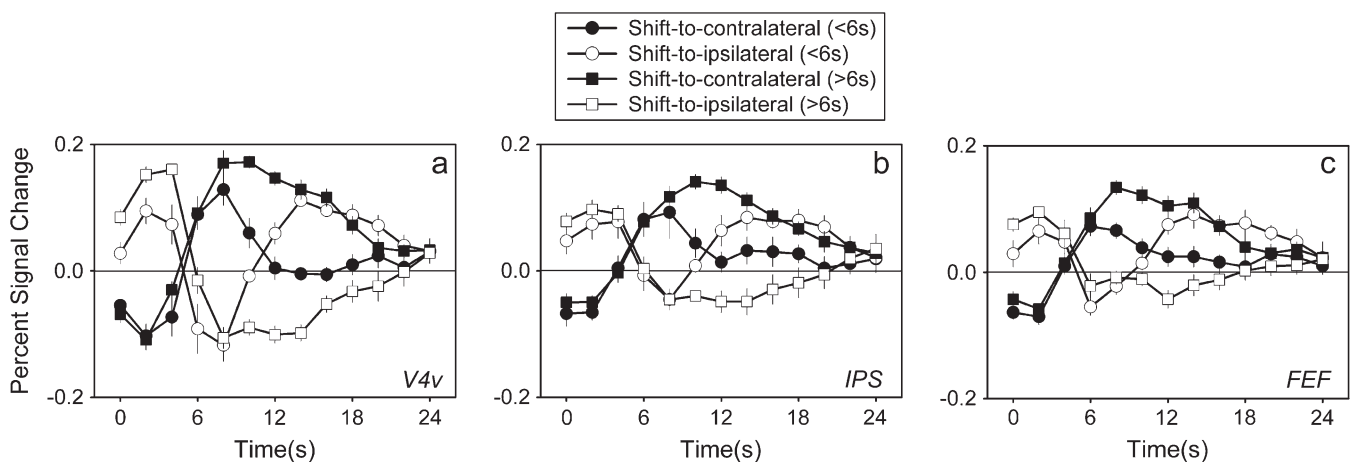 Shift-to-contralateral (<6s)
Shift-to-ipsilateral (<6s)
Shift-to-contralateral (>6s)
Shift-to-ipsilateral (>6s)
Percent Signal Change
0.2
0.0
-0.2
a
V4v
0 6 12 18 24
Time(s)
0.2
0.0
-0.2
b
IPS
0 6 12 18 24
Time(s)
0.2
0.0
-0.2
c
FEF
0 6 12 18 24
Time(s)